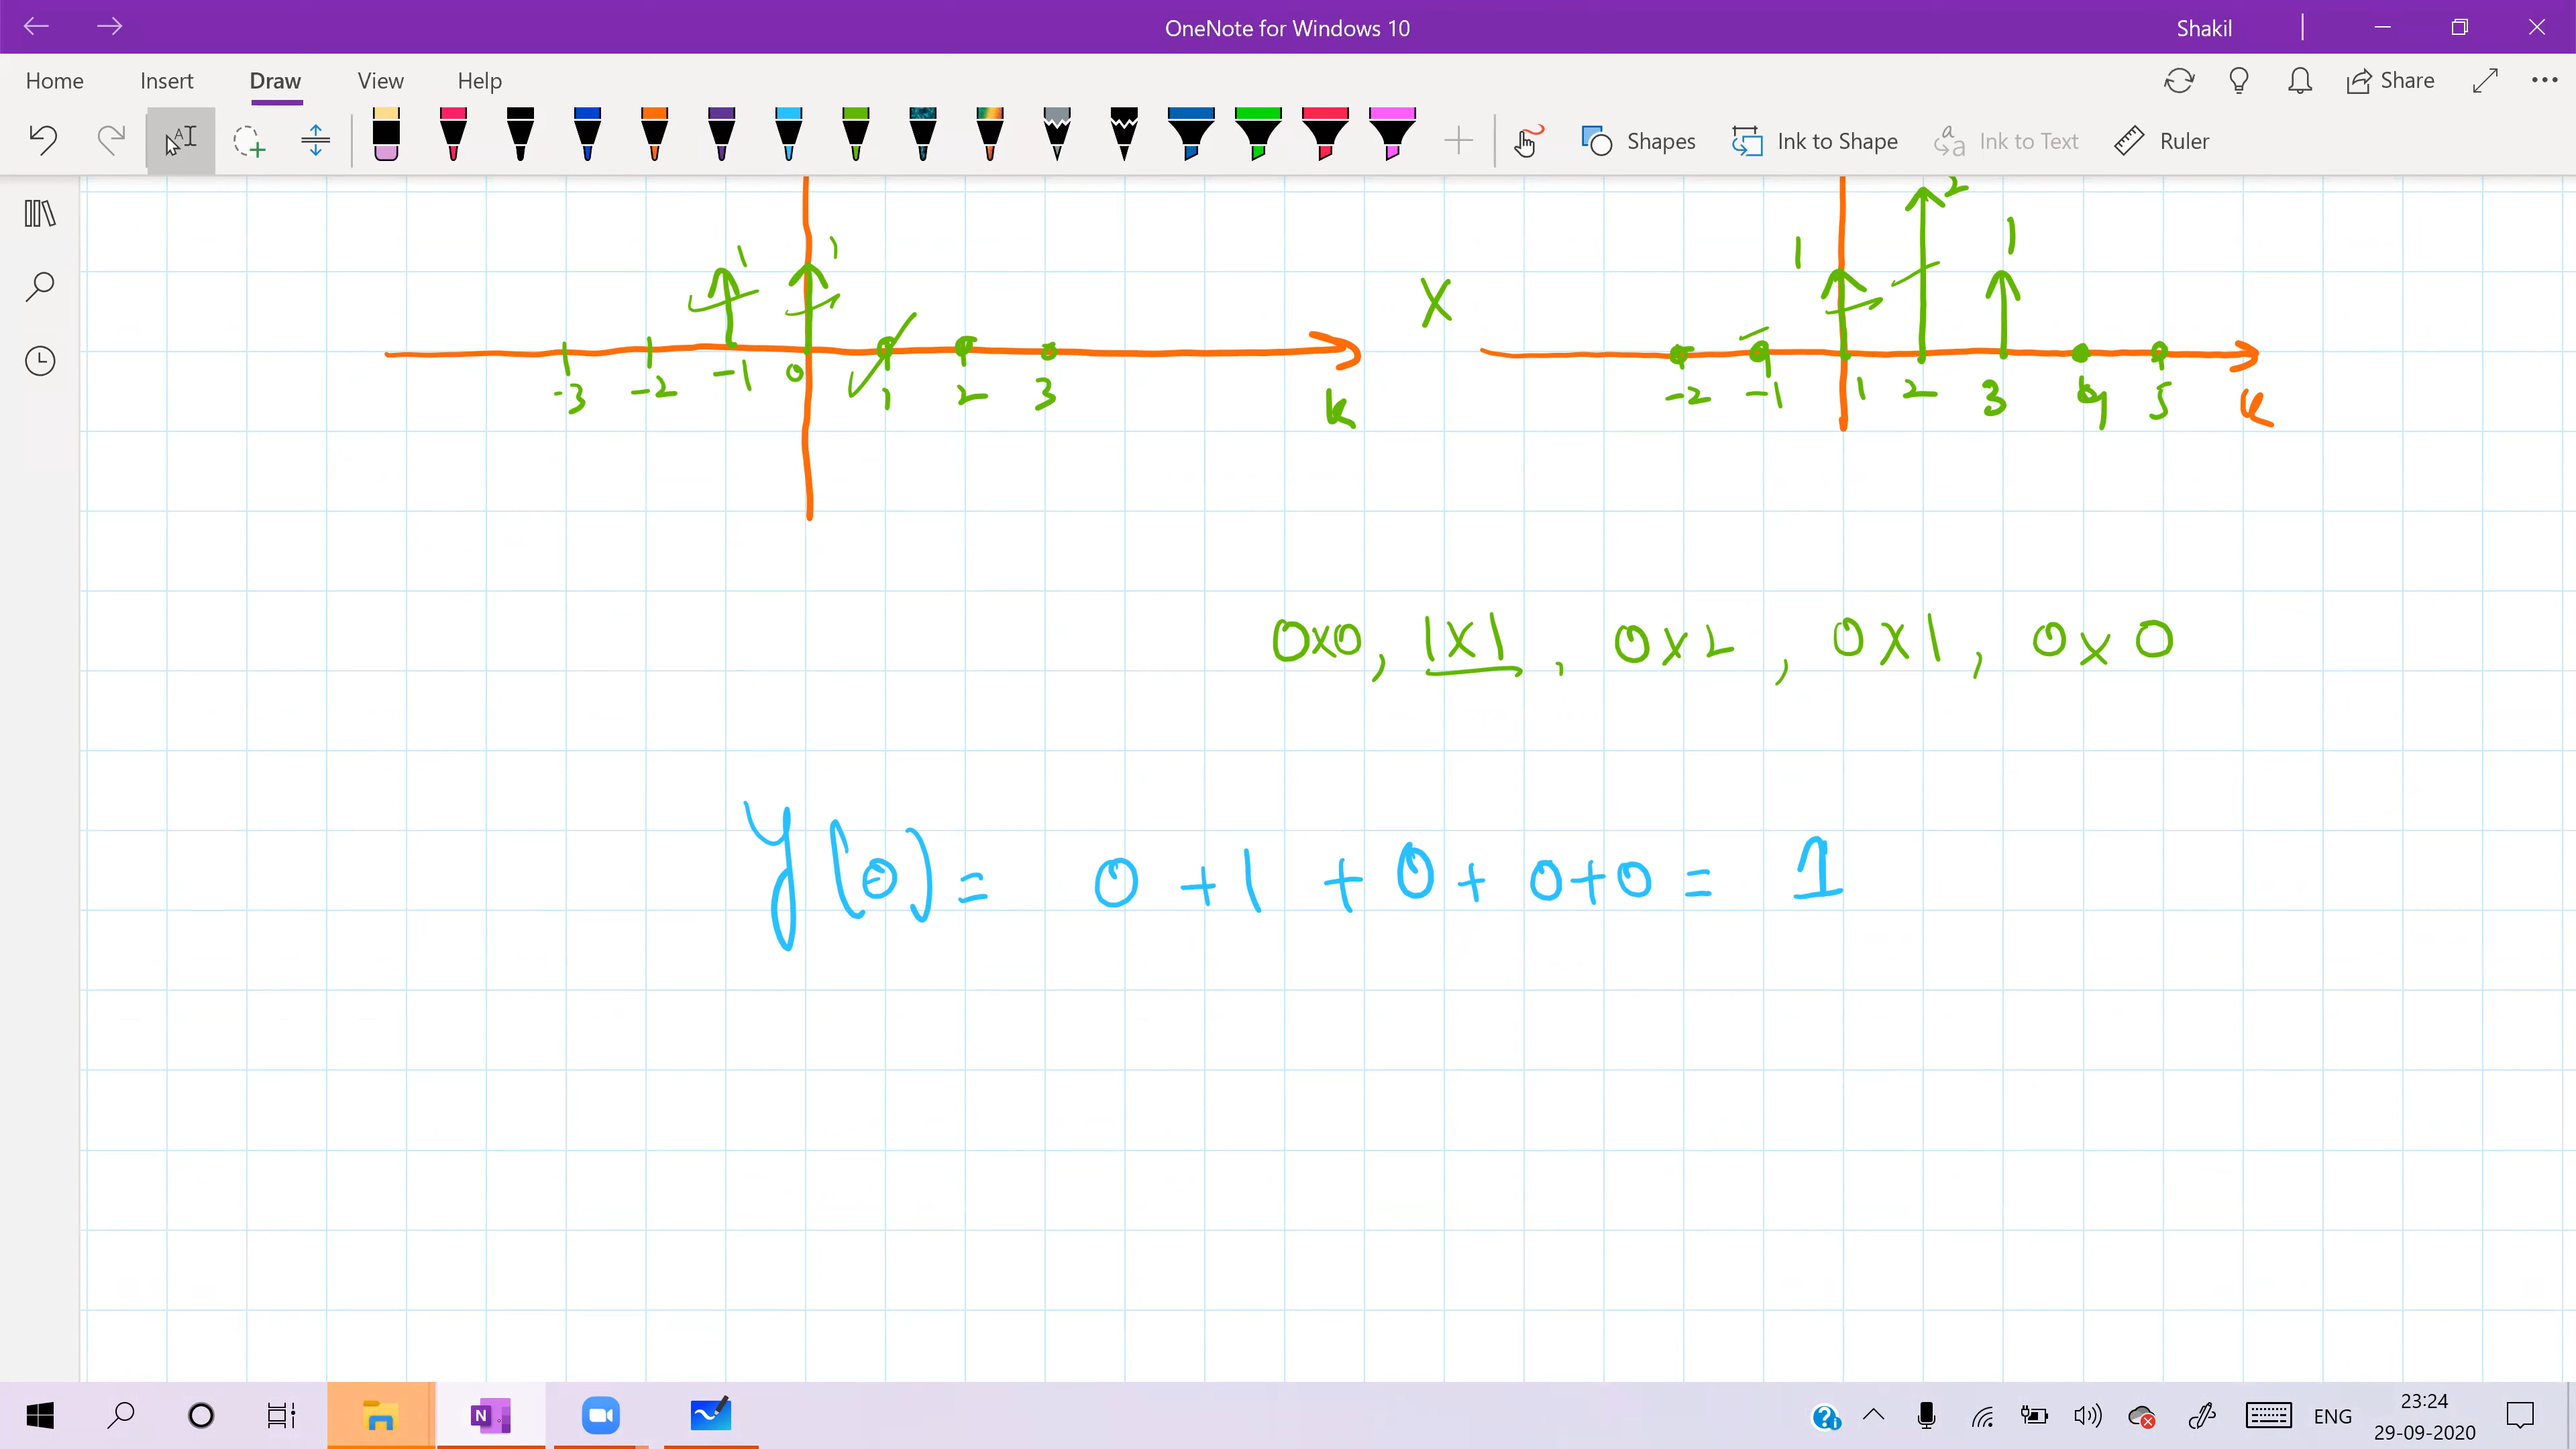 OneNote for Windows 10
Shakil
Home Insert Draw View Help
Share
Shapes Ink to Shape Ink to Text Ruler
1 1
X
1 2 1
-3 -2 -1 0 1 2 3 k
-2 -1 1 2 3 4 5 k
0x0, 1x1, 0x2, 0x1, 0x0
y(0) = 0 + 1 + 0 + 0 + 0 = 1
ENG
23:24
29-09-2020